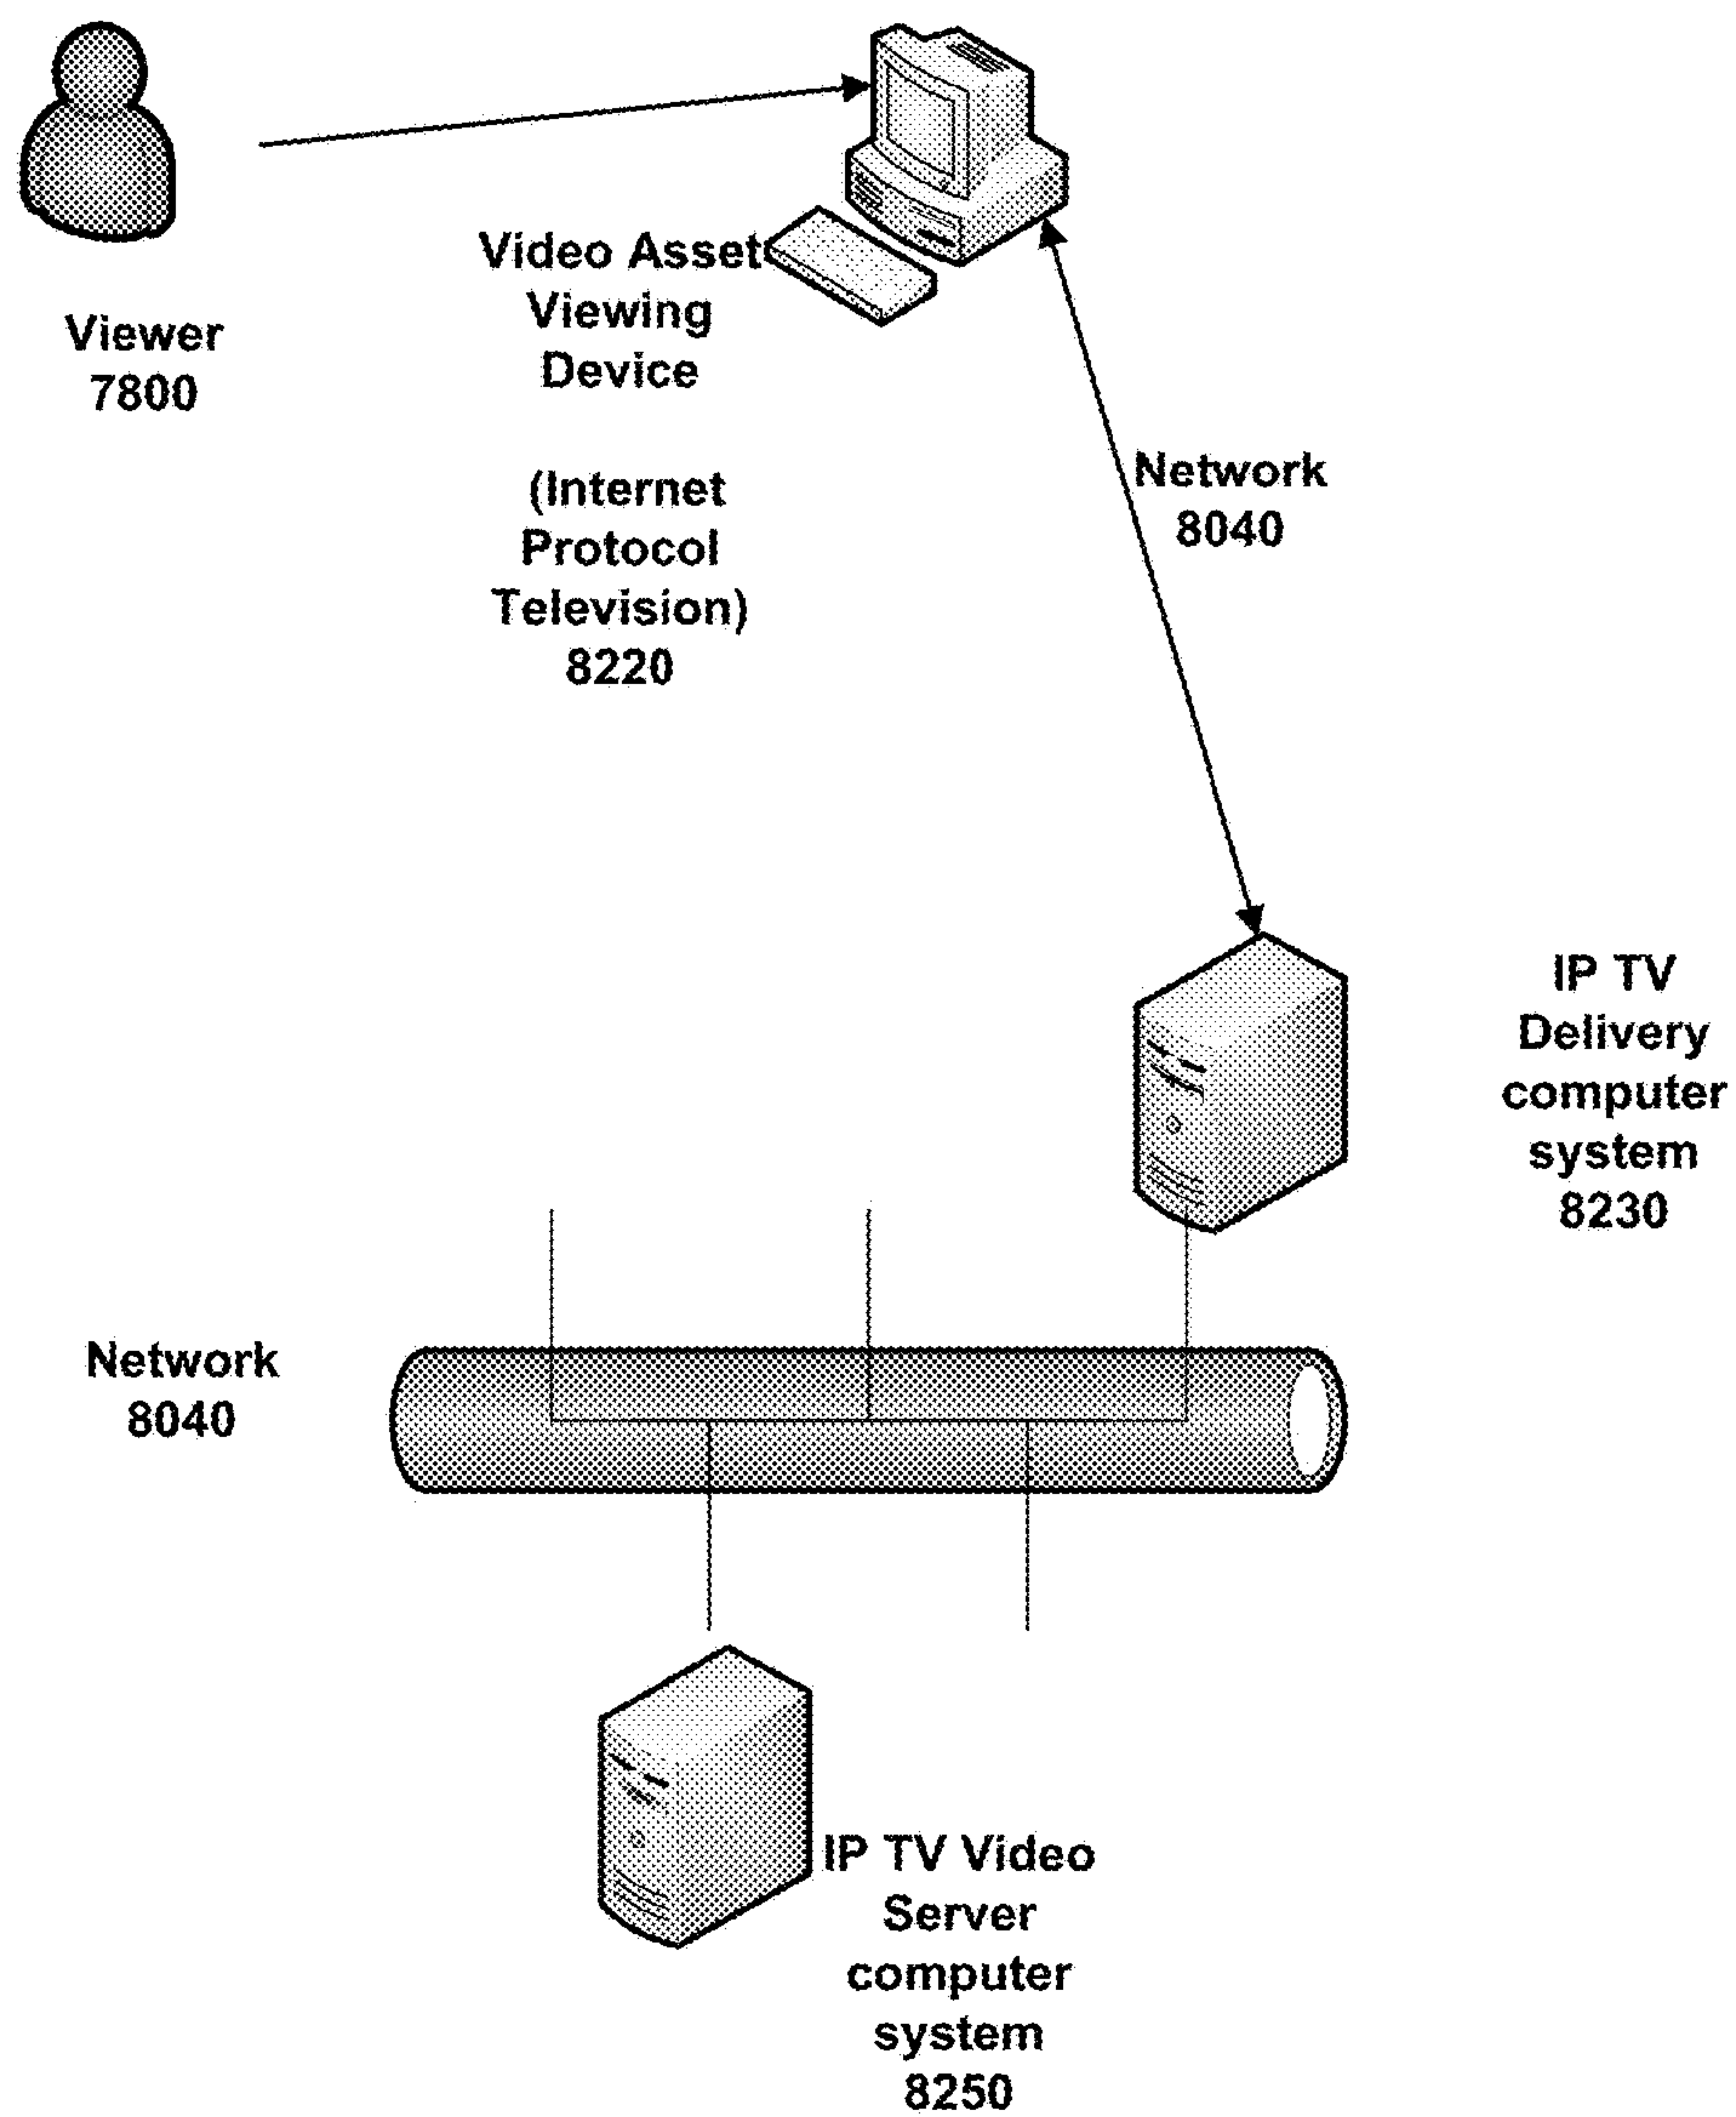 Viewer
7800
Video Asset
Viewing
Device
(Internet
Protocol
Television)
8220
Network
8040
IP TV
Delivery
computer
system
8230
Network
8040
IP TV Video
Server
computer
system
8250